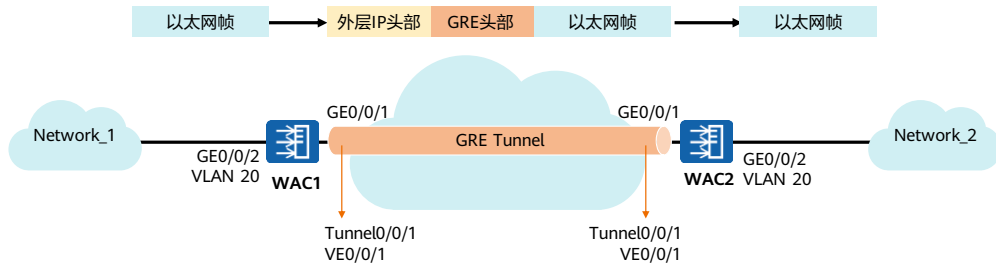 以太网帧
外层IP头部
GRE头部
以太网帧
以太网帧
GE0/0/1
GE0/0/1
Network_1
GRE Tunnel
Network_2
GE0/0/2
VLAN 20
WAC1
WAC2
GE0/0/2
VLAN 20
Tunnel0/0/1
VE0/0/1
Tunnel0/0/1
VE0/0/1